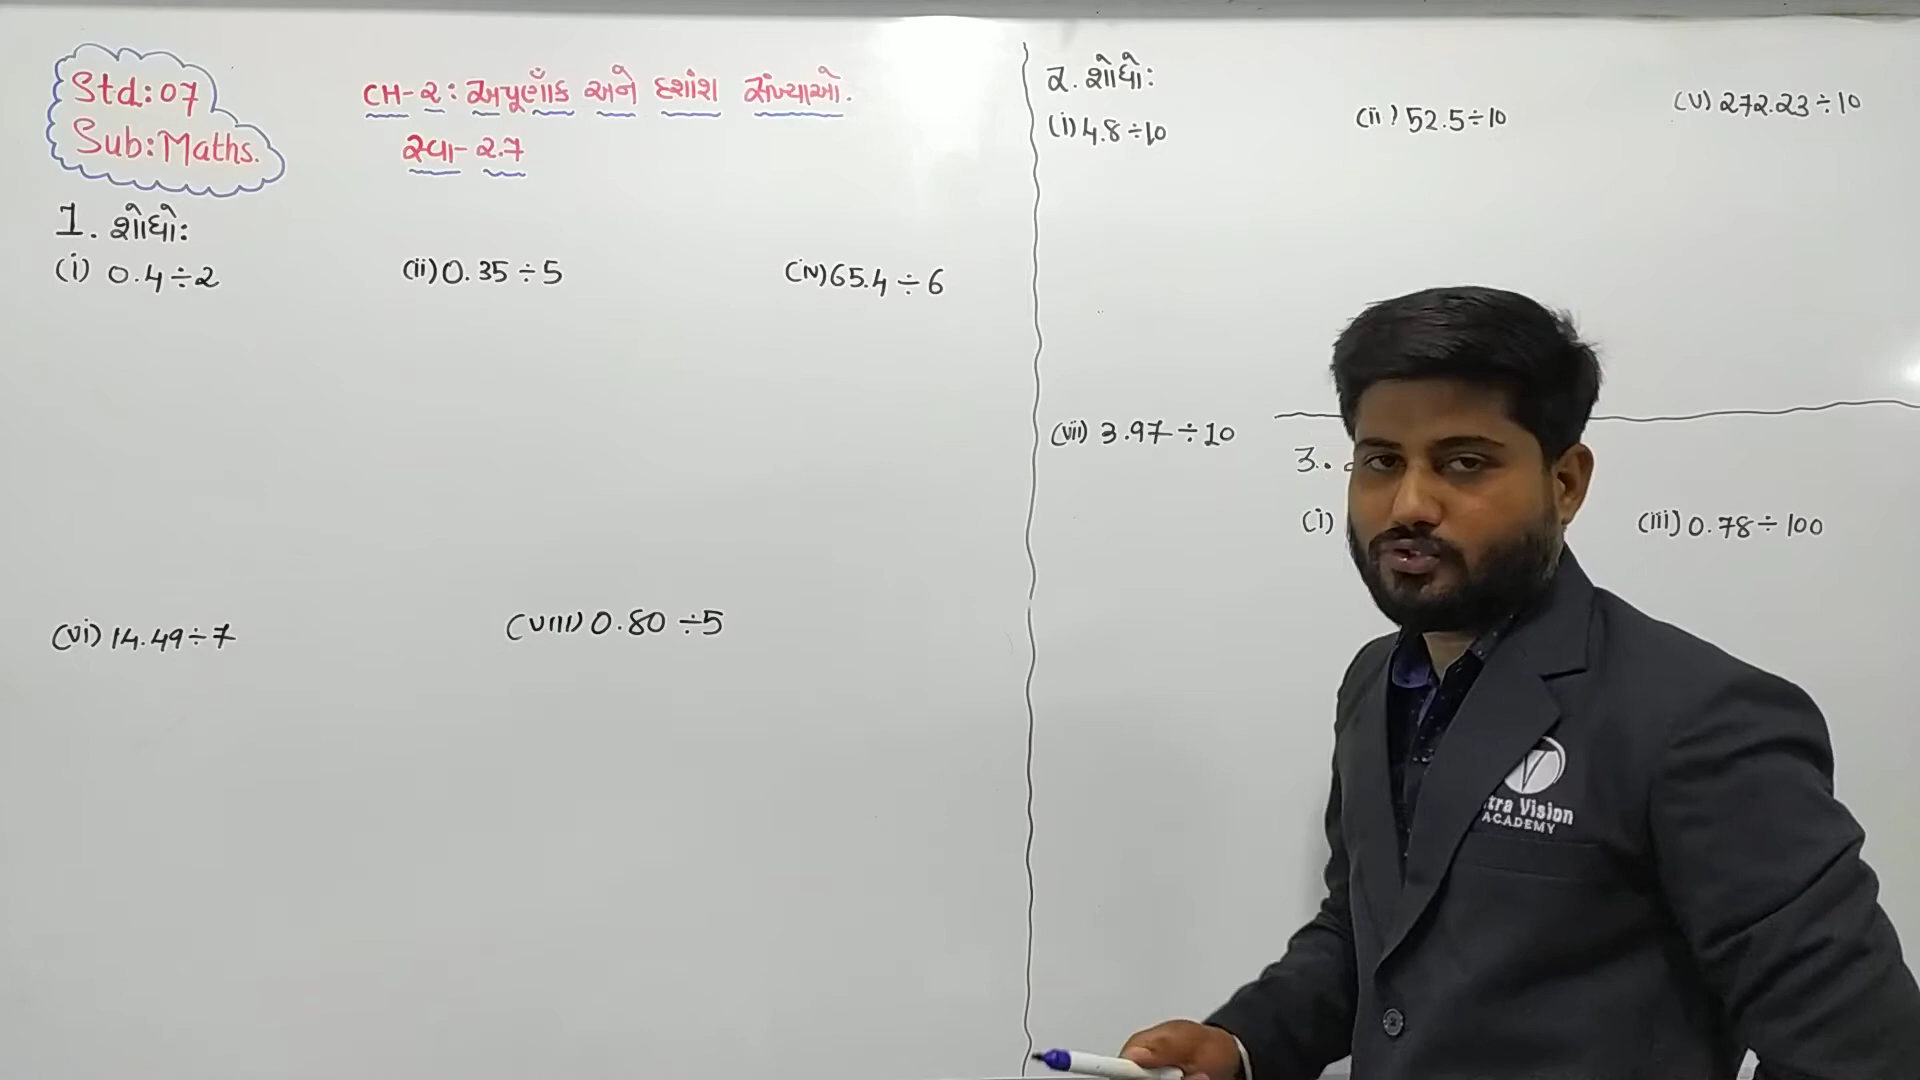 Std: 07
Sub: Maths.
CH-૨: અપૂર્ણાંક અને દશાંશ સંખ્યાઓ.
સ્વા- ૨.7
1. શોધો:
(i) 0.4÷2
(ii) 0.35÷5
(iv) 65.4÷6
(vi) 14.49÷7
(viii) 0.80÷5
2. શોધો:
(i) 4.8÷10
(ii) 52.5÷10
(v) 272.23÷10
(vii) 3.97÷10
3.
(i)
(iii) 0.78÷100
tra Vision
ACADEMY